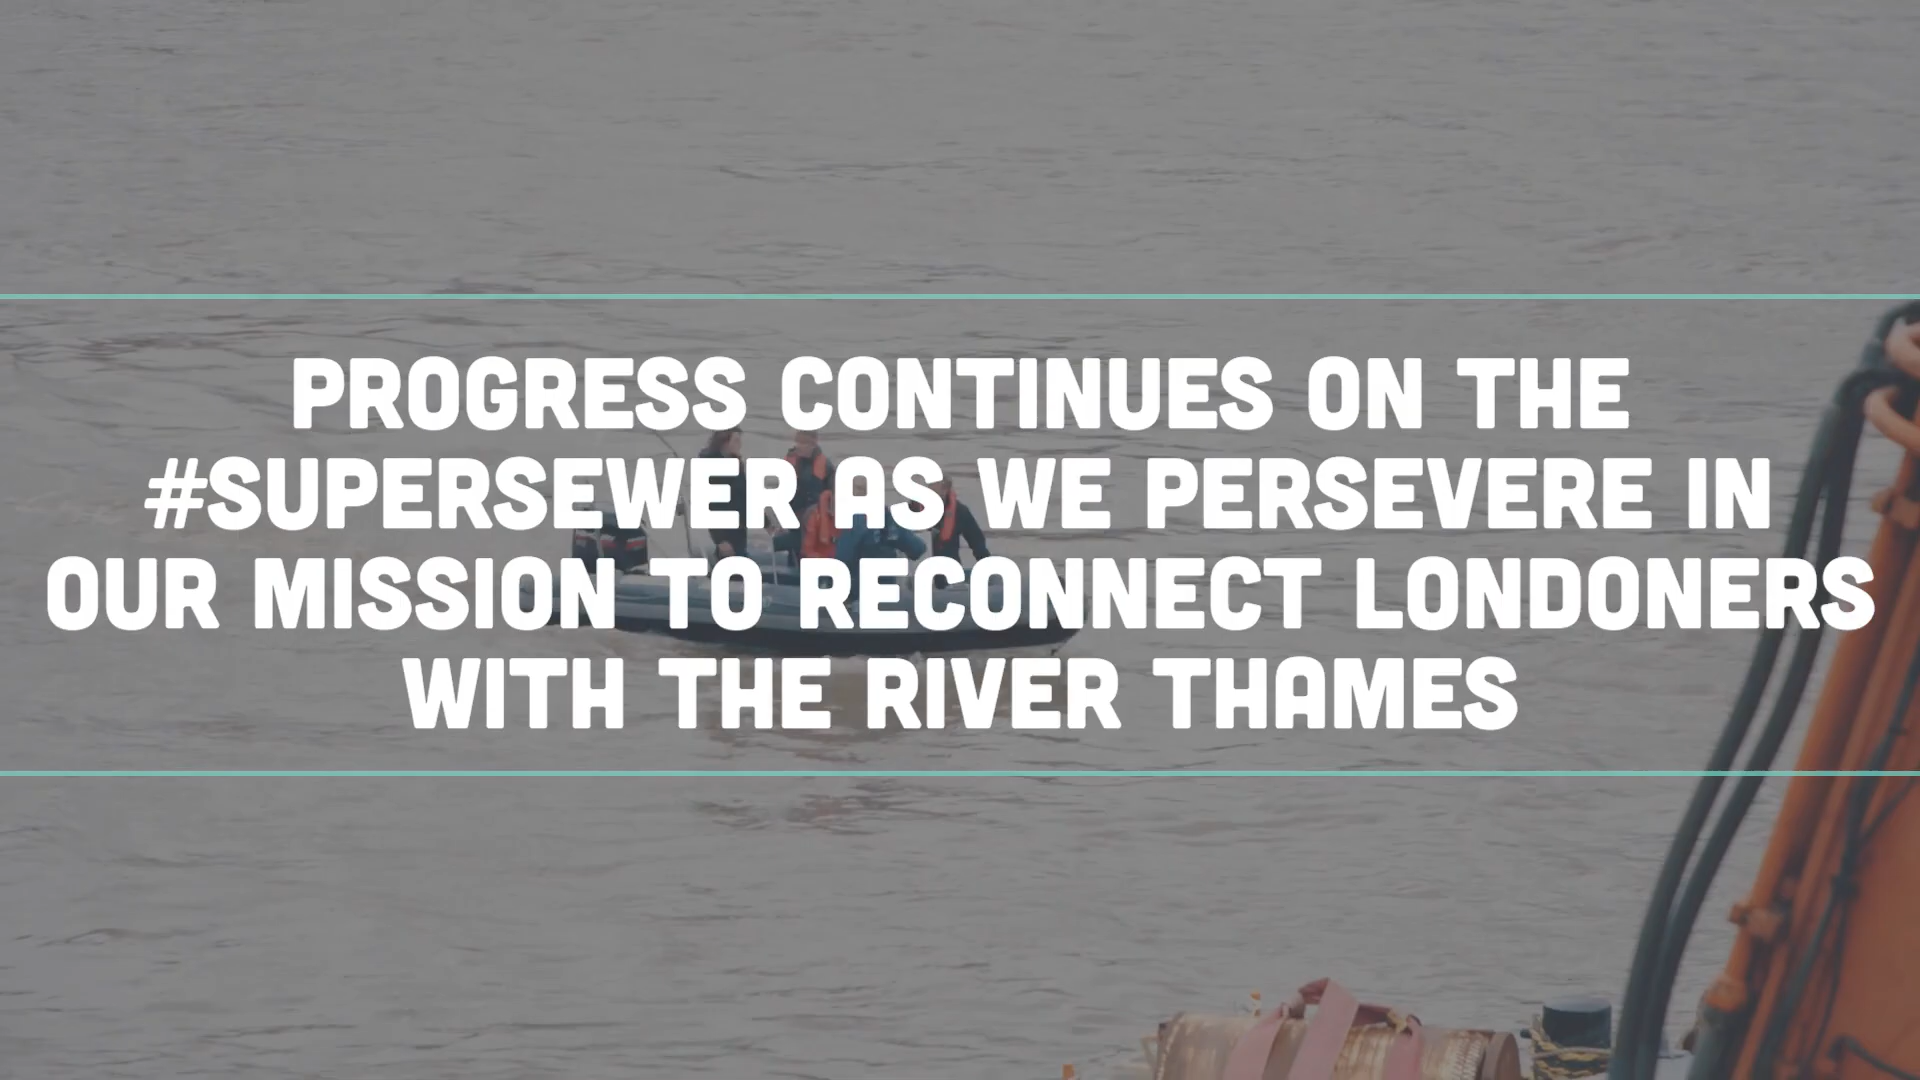 PROGRESS CONTINUES ON THE
#SUPERSEWER AS WE PERSEVERE IN
OUR MISSION TO RECONNECT LONDONERS
WITH THE RIVER THAMES